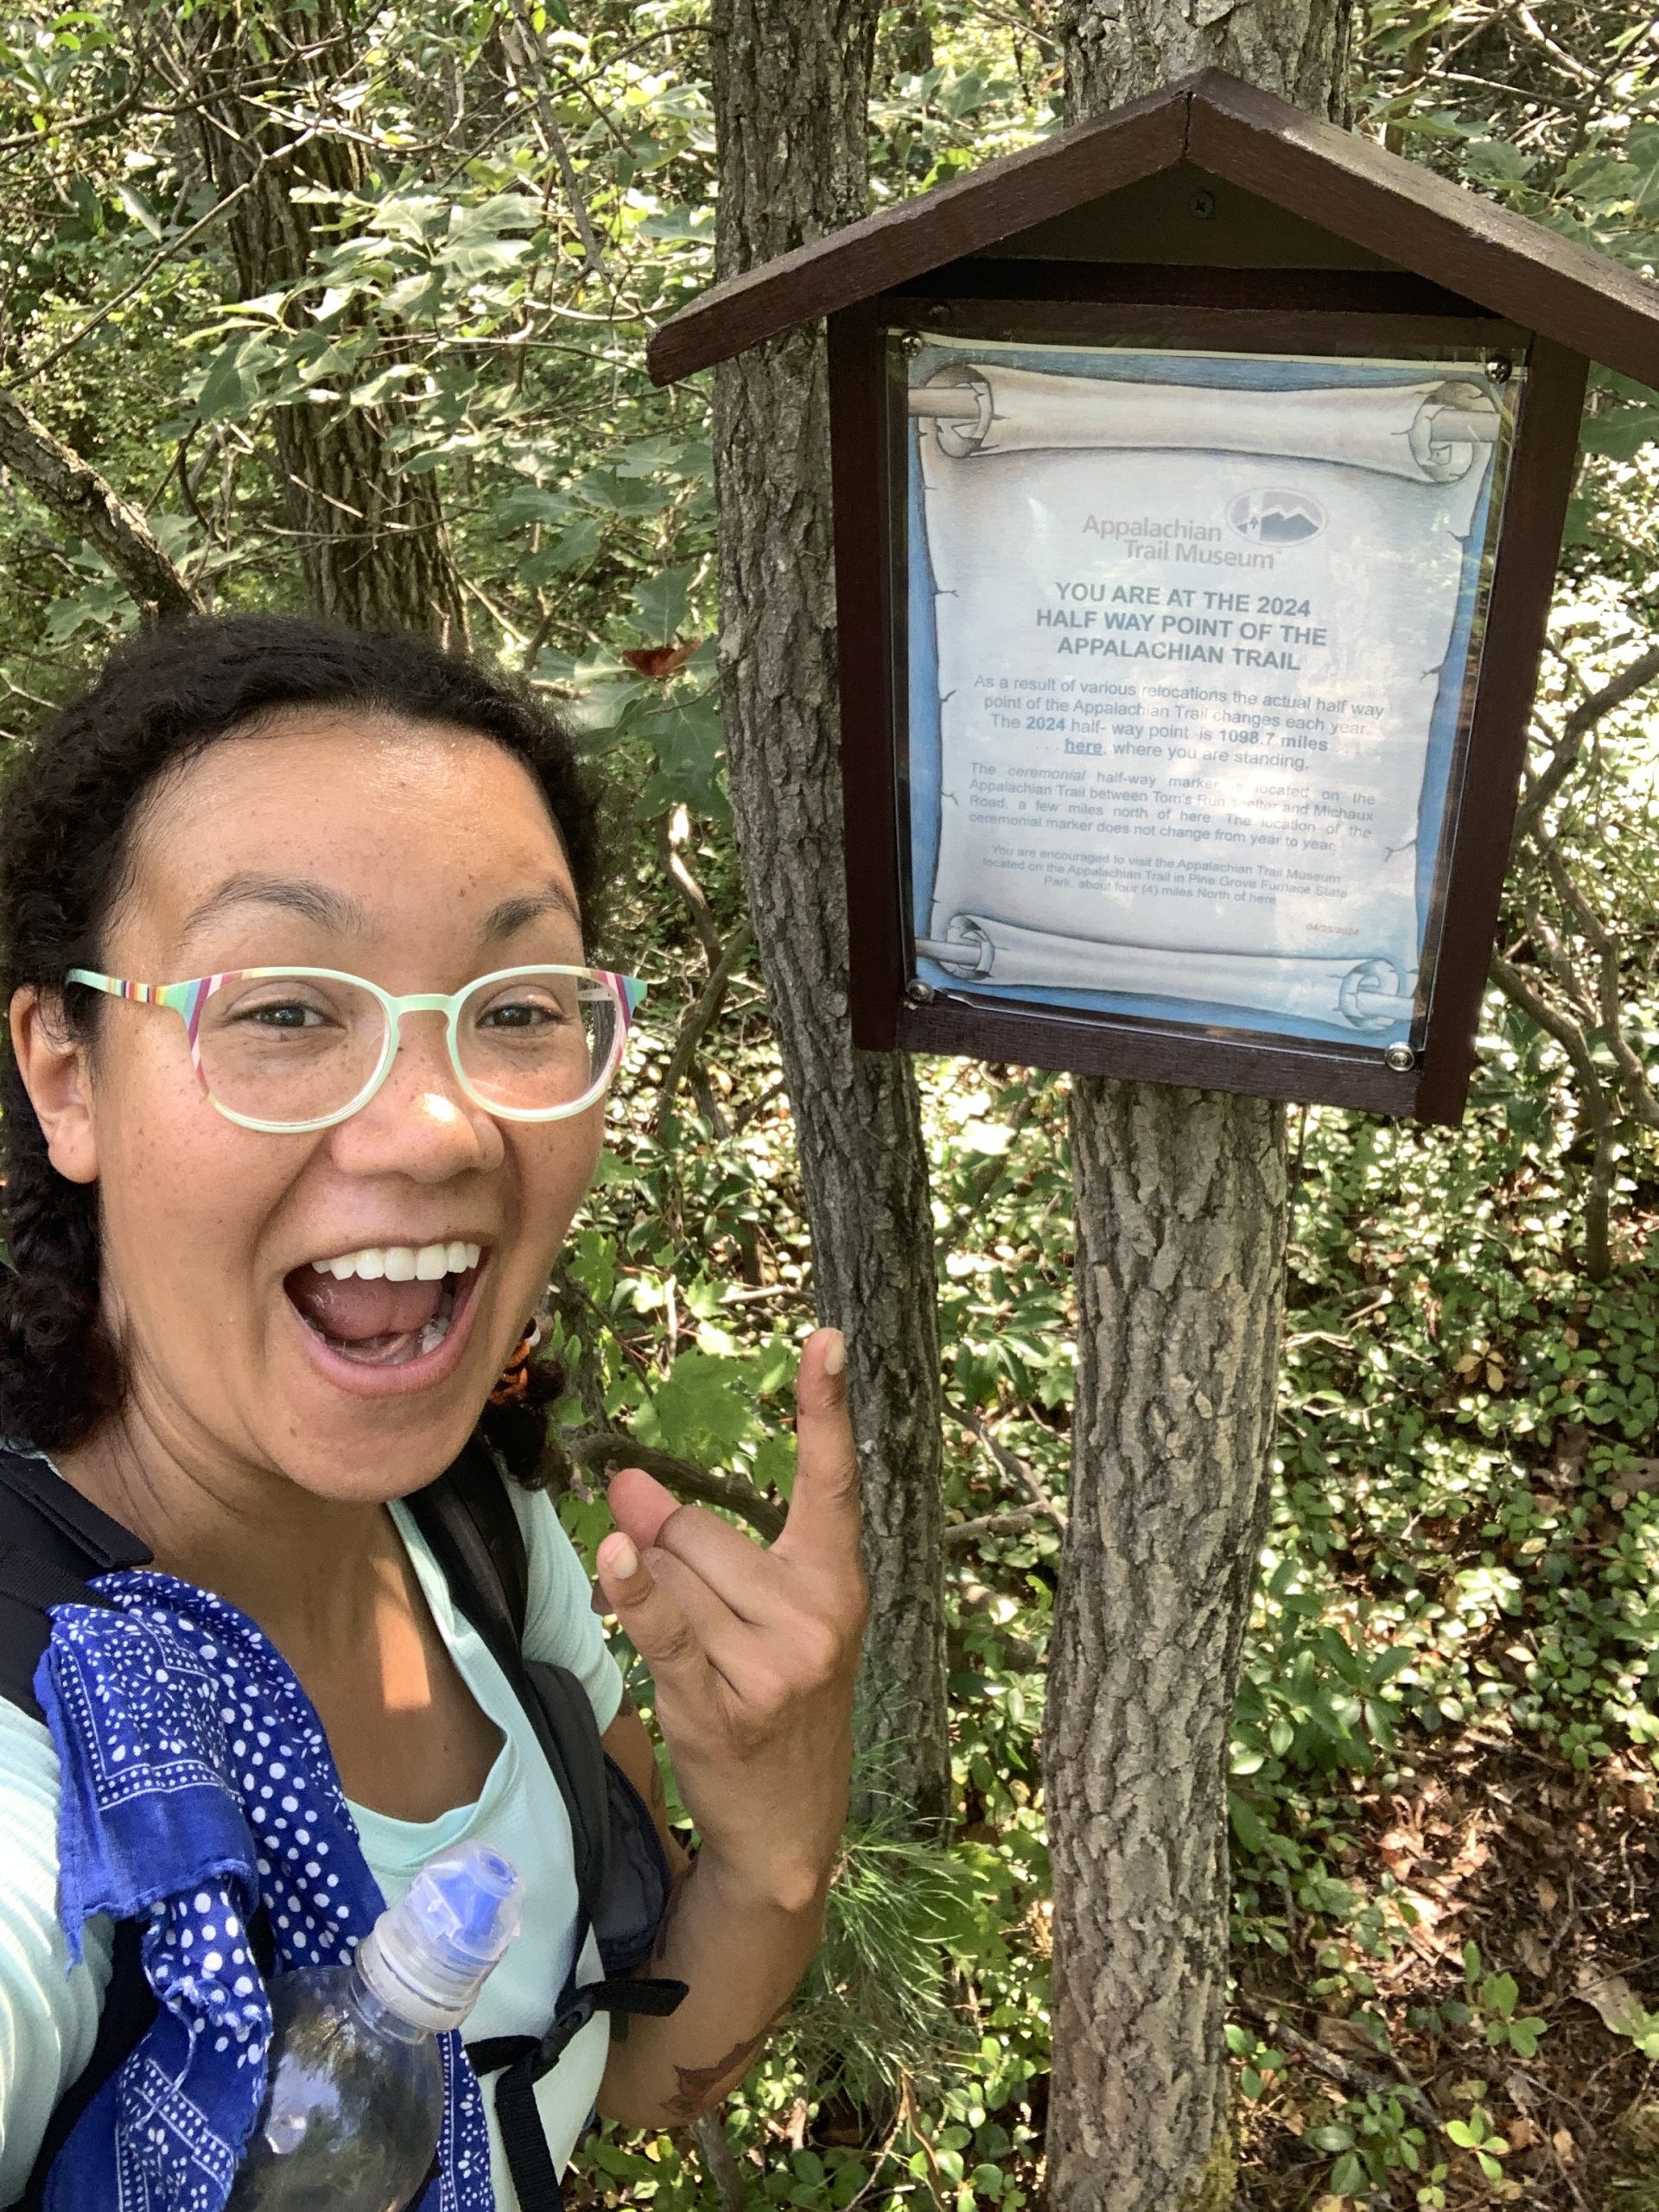 Appalachian
Trail Museum
YOU ARE AT THE 2024
HALF WAY POINT OF THE
APPALACHIAN TRAIL
As a result of various relocations the actual half way
point of the Appalachian Trail changes each year.
The 2024 half- way point is 1098.7 miles
. . . here, where you are standing.
The ceremonial half-way marker is located on the
Appalachian Trail between Tom's Run shelter and Michaux
Road, a few miles north of here. The location of the
ceremonial marker does not change from year to year.
You are encouraged to visit the Appalachian Trail Museum
located on the Appalachian Trail in Pine Grove Furnace State
Park, about four (4) miles North of here
04/25/2024